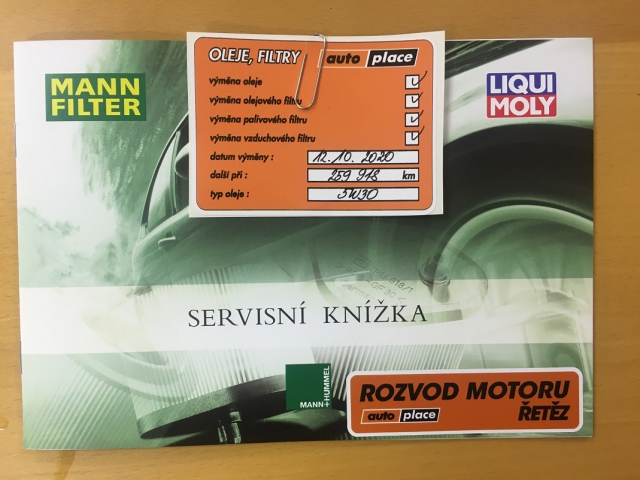 OLEJE, FILTRY auto place
výměna oleje
výměna olejového filtru
výměna palivového filtru
výměna vzduchového filtru
datum výměny : 12. 10. 2020
další při : 259 918 km
typ oleje : 5W30
MANN
FILTER
LIQUI
MOLY
SERVISNÍ KNÍŽKA
MANN+HUMMEL
ROZVOD MOTORU
auto place ŘETĚZ